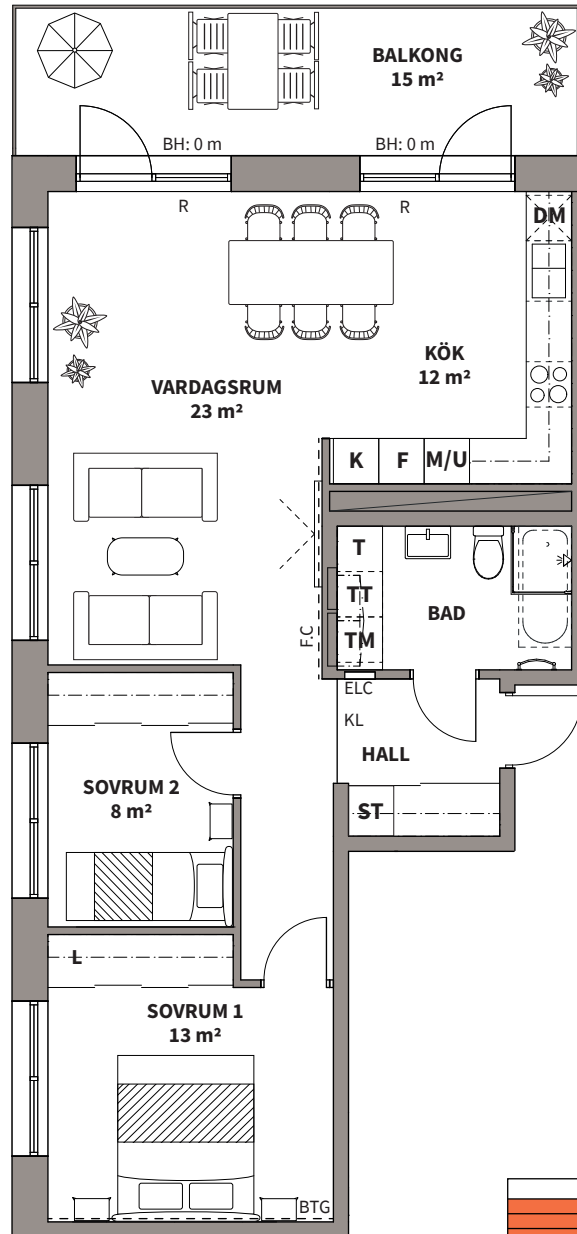 BALKONG
15 m²
BH: 0 m
BH: 0 m
R
R
DM
KÖK
12 m²
VARDAGSRUM
23 m²
K
F
M/U
T
TT
BAD
TM
F.C
ELC
KL
HALL
SOVRUM 2
8 m²
ST
L
SOVRUM 1
13 m²
BTG